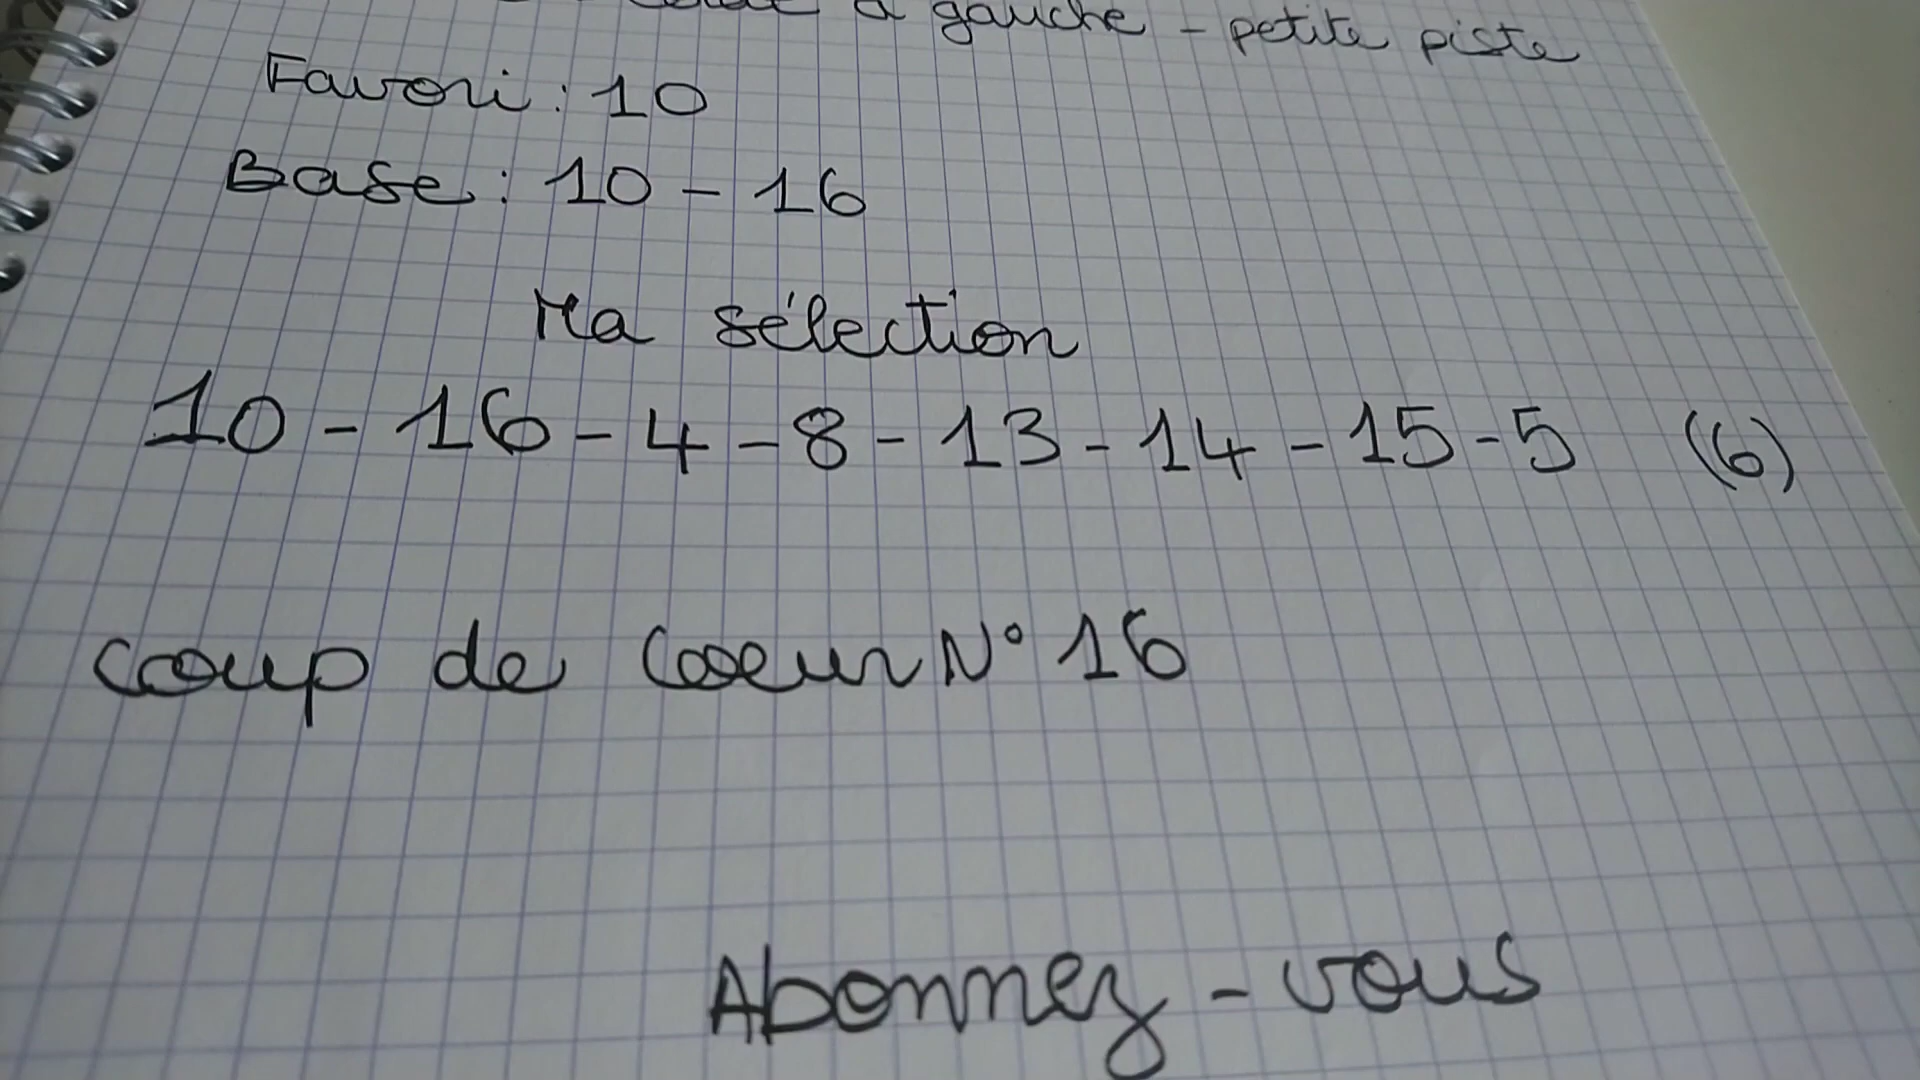 à gauche - petite piste
Favori : 10
Base : 10 - 16
Ma sélection
10 - 16 - 4 - 8 - 13 - 14 - 15 - 5 (6)
Coup de Coeur N° 16
Abonnez - vous